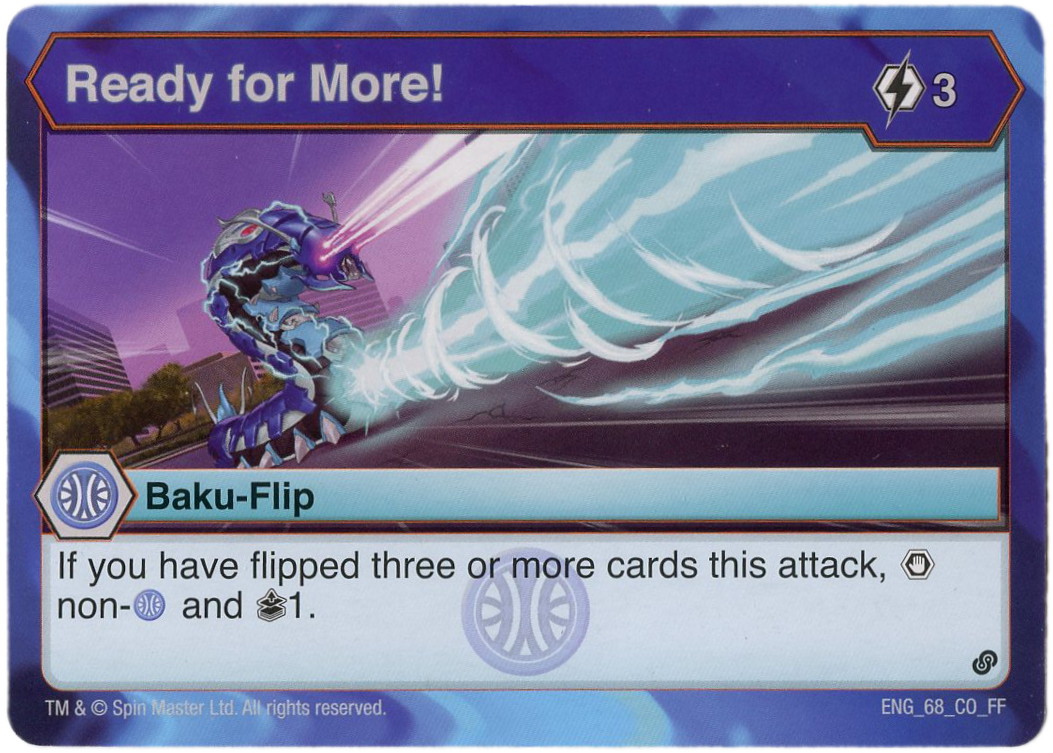 Ready for More!
3
Baku-Flip
If you have flipped three or more cards this attack,
non- and 1.
TM & © Spin Master Ltd. All rights reserved.
ENG_68_CO_FF